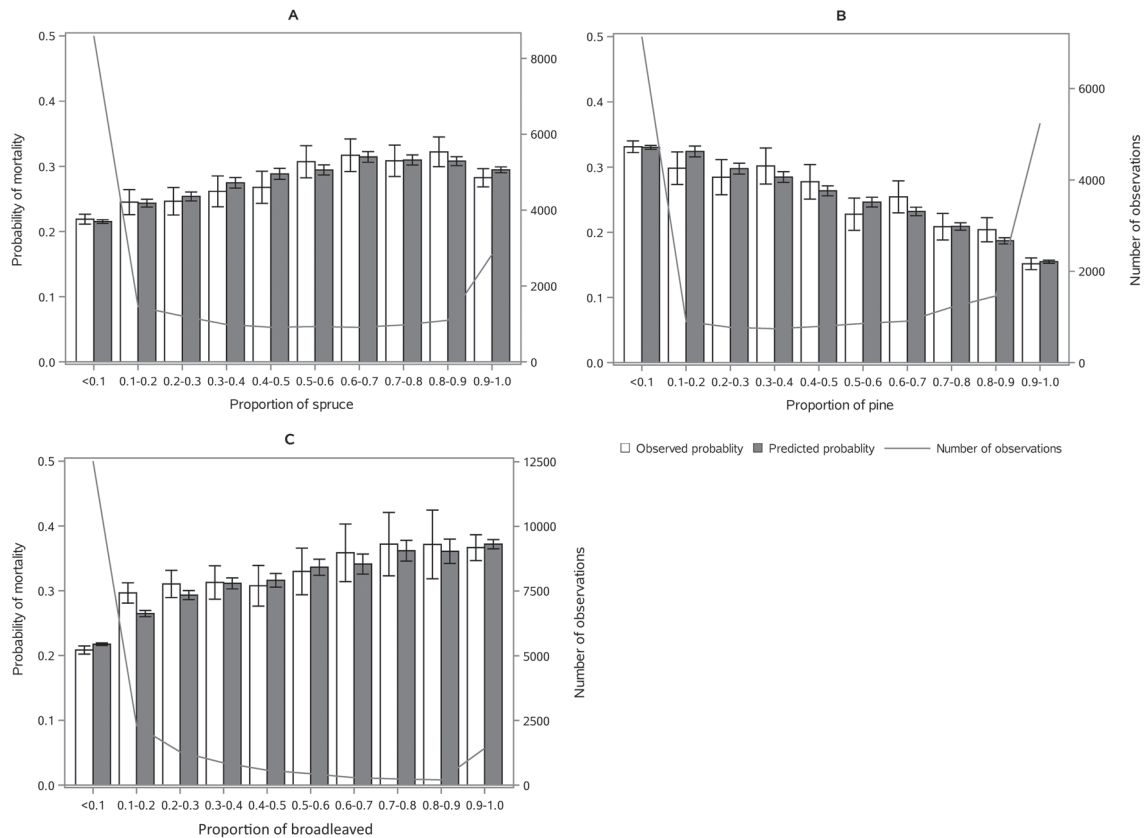 A
0.5
0.4
0.3
0.2
0.1
0.0
Probability of mortality
8000
6000
4000
2000
0
<0.1 0.1-0.2 0.2-0.3 0.3-0.4 0.4-0.5 0.5-0.6 0.6-0.7 0.7-0.8 0.8-0.9 0.9-1.0
Proportion of spruce
B
0.5
0.4
0.3
0.2
0.1
0.0
6000
4000
2000
0
Number of observations
<0.1 0.1-0.2 0.2-0.3 0.3-0.4 0.4-0.5 0.5-0.6 0.6-0.7 0.7-0.8 0.8-0.9 0.9-1.0
Proportion of pine
Observed probablity Predicted probablity Number of observations
C
0.5
0.4
0.3
0.2
0.1
0.0
Probability of mortality
12500
10000
7500
5000
2500
0
Number of observations
<0.1 0.1-0.2 0.2-0.3 0.3-0.4 0.4-0.5 0.5-0.6 0.6-0.7 0.7-0.8 0.8-0.9 0.9-1.0
Proportion of broadleaved